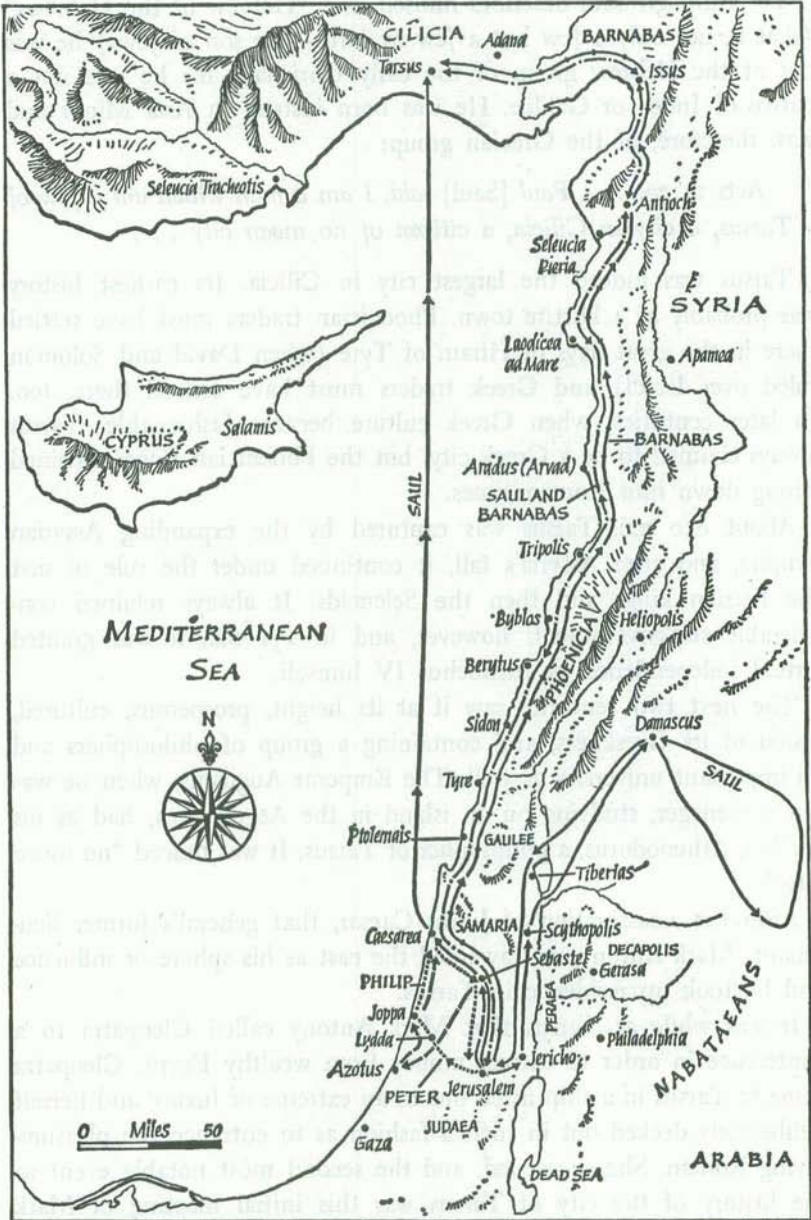 CILICIA
Adana
BARNABAS
Tarsus
Issus
Seleucia Tracheotis
Antioch
Seleucia
Pieria
SYRIA
Laodicea
ad Mare
Apamea
CYPRUS
Salamis
BARNABAS
Aradus (Arvad)
SAUL
SAUL AND
BARNABAS
Tripolis
Byblas
Heliopolis
MEDITERRANEAN
SEA
PHOENICIA
Berytus
N
Sidon
Damascus
SAUL
Tyre
Ptolemais
GALILEE
Tiberias
Caesarea
SAMARIA
Scythopolis
Sebaste
DECAPOLIS
Gerasa
PHILIP
PERAEA
Joppa
Lydda
Philadelphia
Azotus
Jericho
NABATAEANS
PETER
Jerusalem
0 Miles 50
JUDAEA
Gaza
ARABIA
DEAD SEA